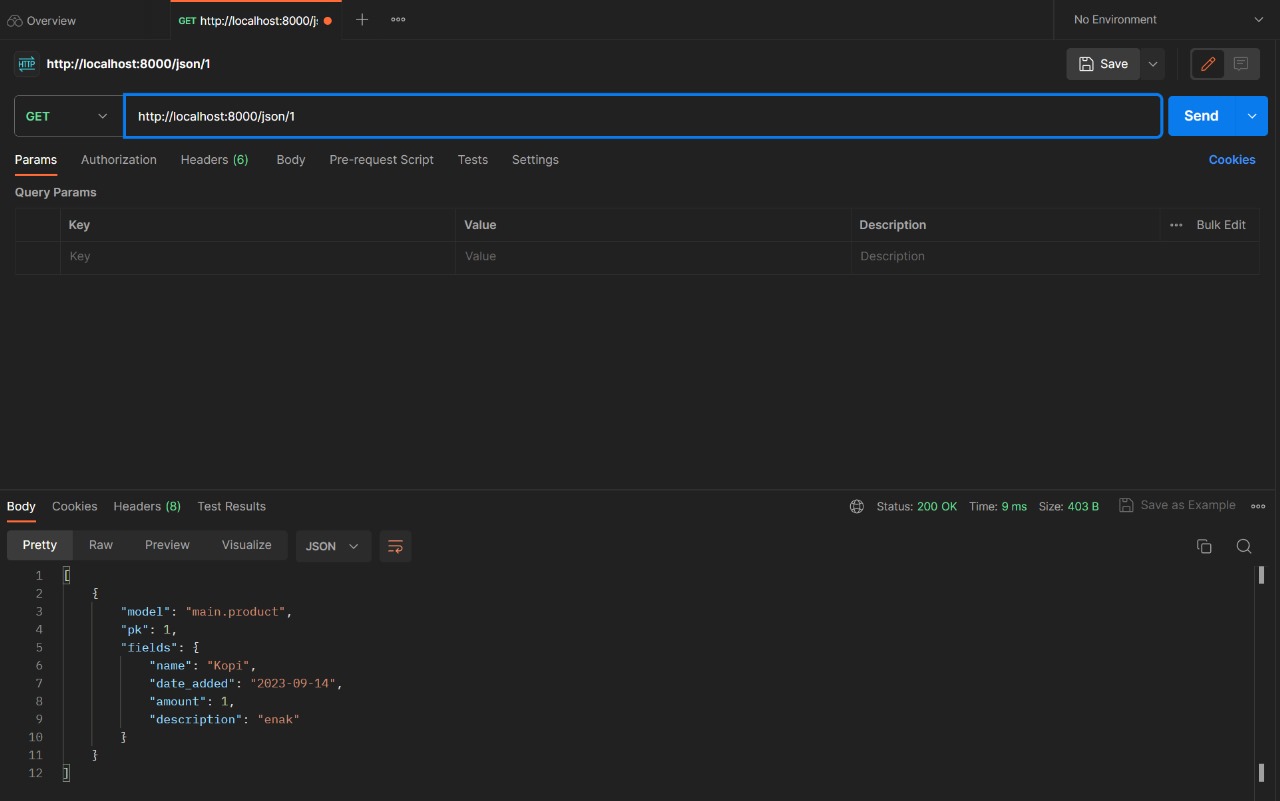 Overview
GET http://localhost:8000/js
No Environment
HTTP http://localhost:8000/json/1
Save
GET
http://localhost:8000/json/1
Send
Params Authorization Headers (6) Body Pre-request Script Tests Settings Cookies
Query Params
Key Value Description Bulk Edit
Key Value Description
Body Cookies Headers (8) Test Results Status: 200 OK Time: 9 ms Size: 403 B Save as Example
Pretty Raw Preview Visualize JSON
1 [
2 {
3 "model": "main.product",
4 "pk": 1,
5 "fields": {
6 "name": "Kopi",
7 "date_added": "2023-09-14",
8 "amount": 1,
9 "description": "enak"
10 }
11 }
12 ]